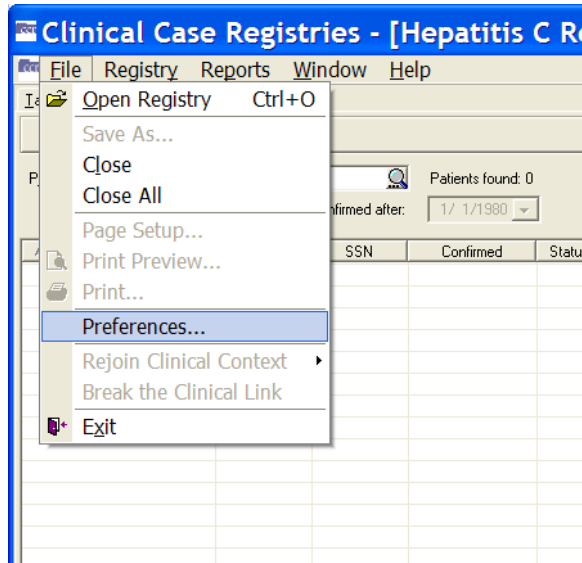 Clinical Case Registries - [Hepatitis C Re
File Registry Reports Window Help
Open Registry Ctrl+O
Save As...
Close
Patients found: 0
Close All
nfirmed after: 1/ 1/1980
Page Setup...
SSN Confirmed Statu
Print Preview...
Print...
Preferences...
Rejoin Clinical Context
Break the Clinical Link
Exit